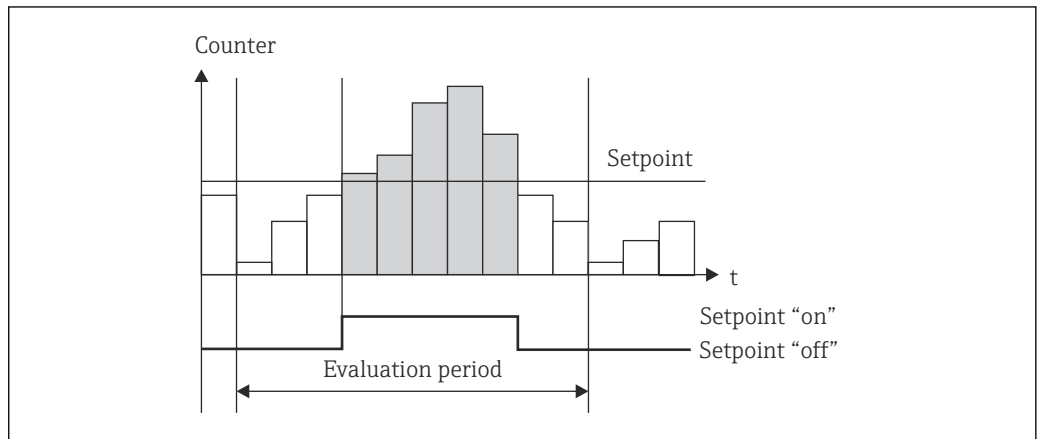 Counter
Setpoint
t
Setpoint “on”
Setpoint “off”
Evaluation period